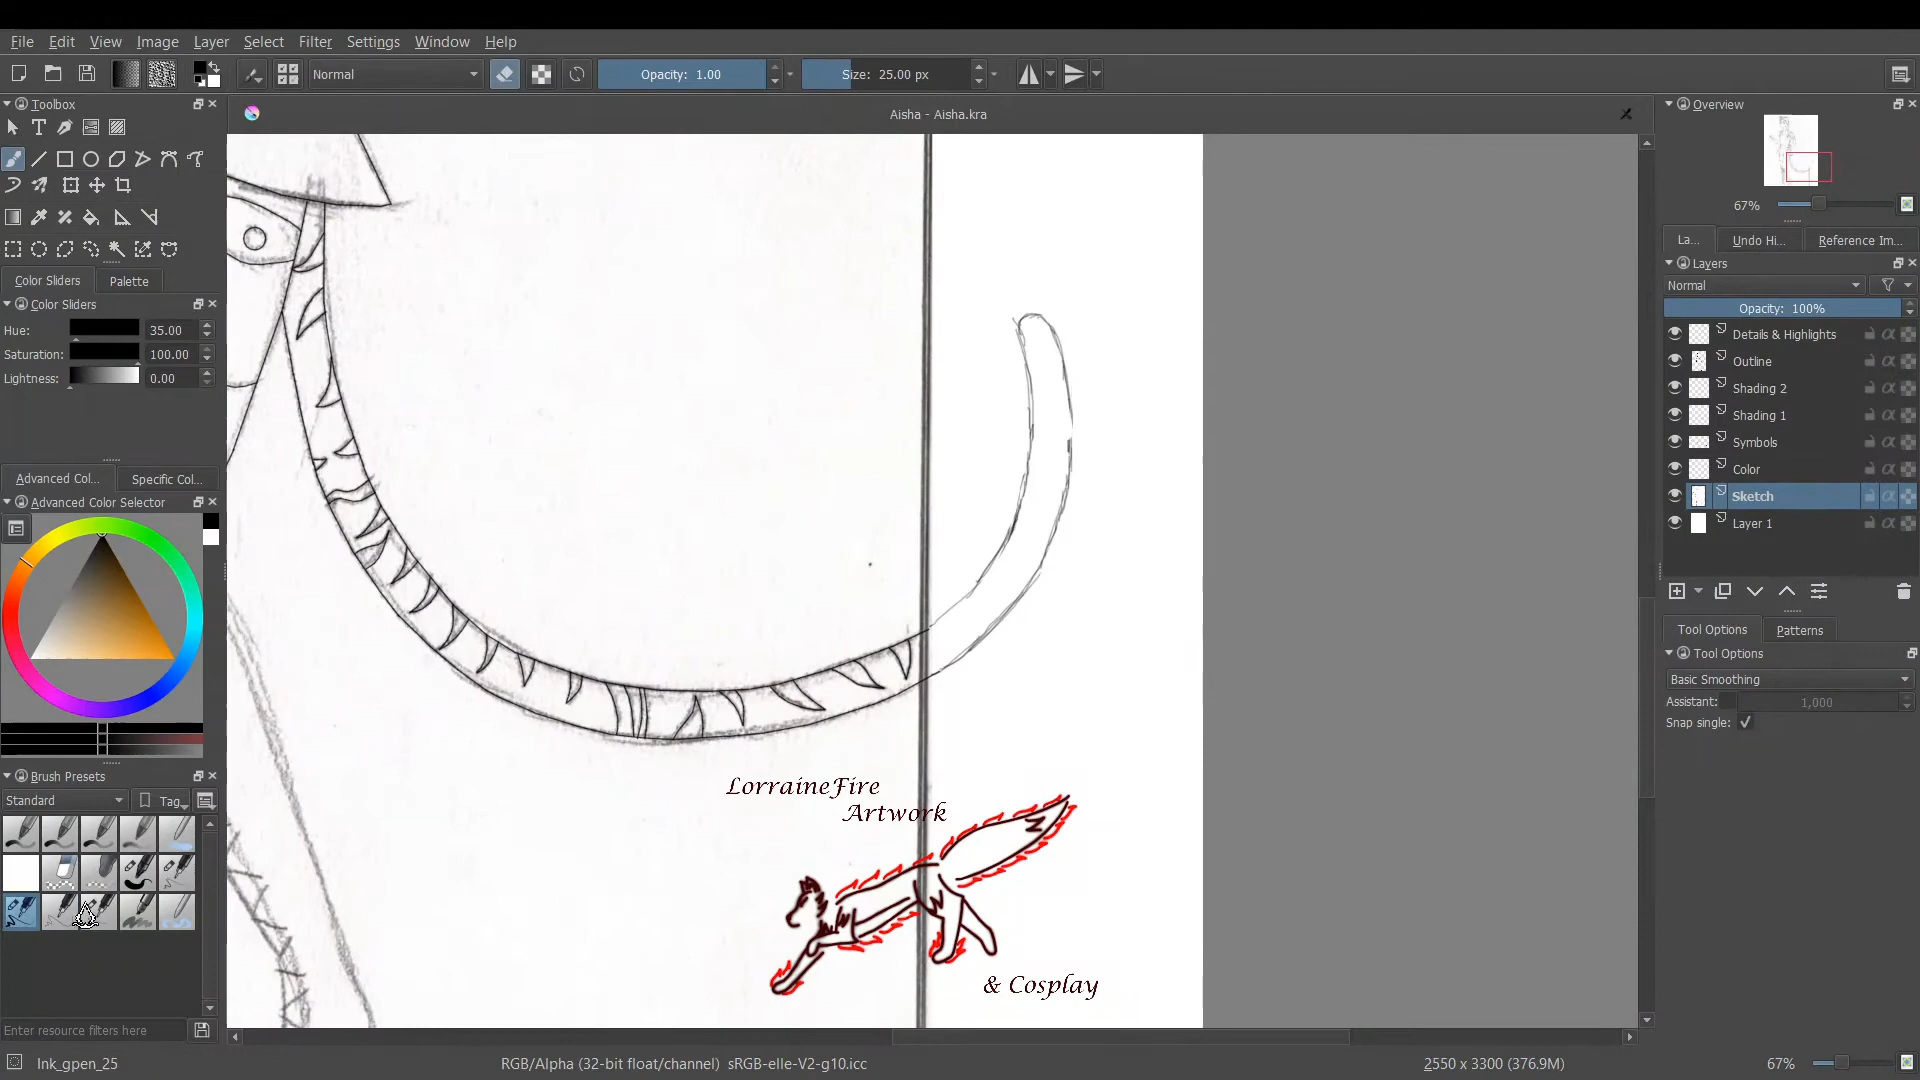 File Edit View Image Layer Select Filter Settings Window Help
Normal Opacity: 1.00 Size: 25.00 px
Toolbox
Aisha - Aisha.kra
Overview
67%
La... Undo Hi... Reference Im...
Layers
Normal
Opacity: 100%
Details & Highlights
Outline
Shading 2
Shading 1
Symbols
Color
Sketch
Layer 1
Tool Options Patterns
Tool Options
Basic Smoothing
Assistant: 1,000
Snap single:
Color Sliders Palette
Color Sliders
Hue: 35.00
Saturation: 100.00
Lightness: 0.00
Advanced Col... Specific Col...
Advanced Color Selector
Brush Presets
Standard Tag
Enter resource filters here
LorraineFire
Artwork
& Cosplay
Ink_gpen_25 RGB/Alpha (32-bit float/channel) sRGB-elle-V2-g10.icc 2550 x 3300 (376.9M) 67%